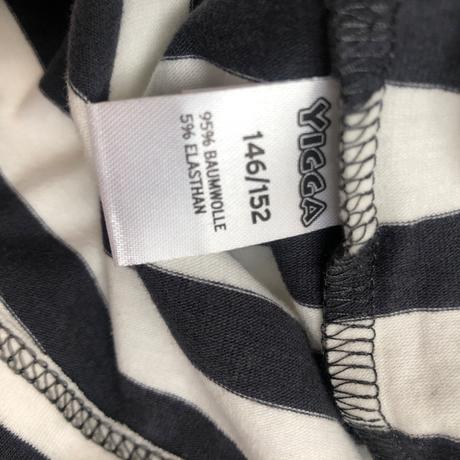 YIGGA
146/152
95% BAUMWOLLE
5% ELASTHAN